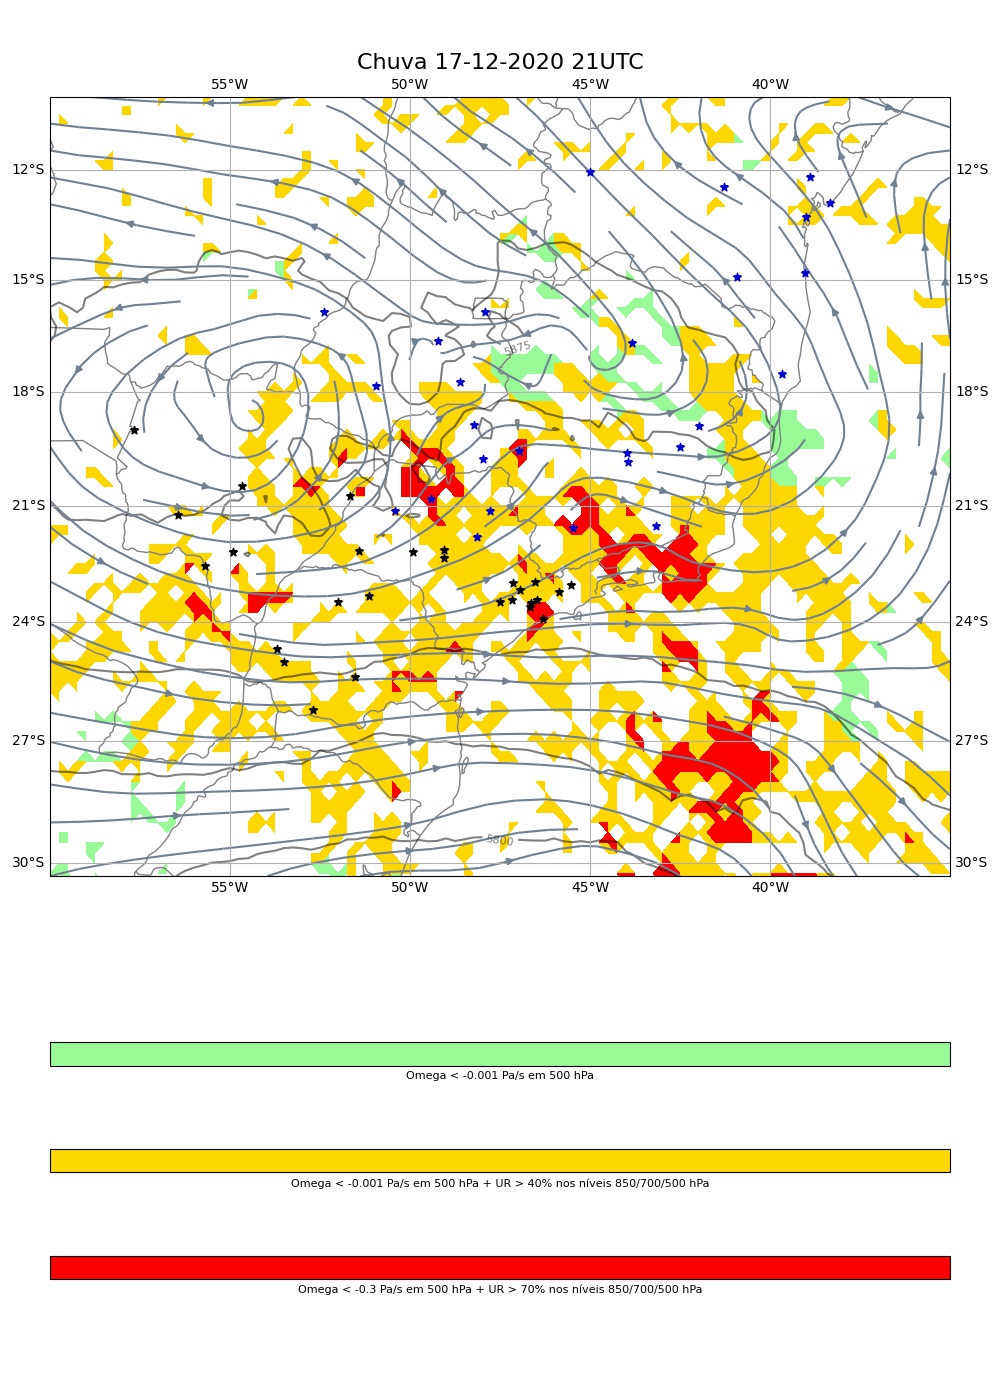 Chuva 17-12-2020 21UTC
55°W 50°W 45°W 40°W
12°S 12°S
15°S 15°S
5875
18°S 18°S
21°S 21°S
24°S 24°S
27°S 27°S
5800
30°S 30°S
55°W 50°W 45°W 40°W
Omega < -0.001 Pa/s em 500 hPa
Omega < -0.001 Pa/s em 500 hPa + UR > 40% nos níveis 850/700/500 hPa
Omega < -0.3 Pa/s em 500 hPa + UR > 70% nos níveis 850/700/500 hPa